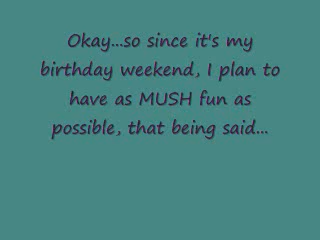 Okay...so since it's my
birthday weekend, I plan to
have as MUSH fun as
possible, that being said...